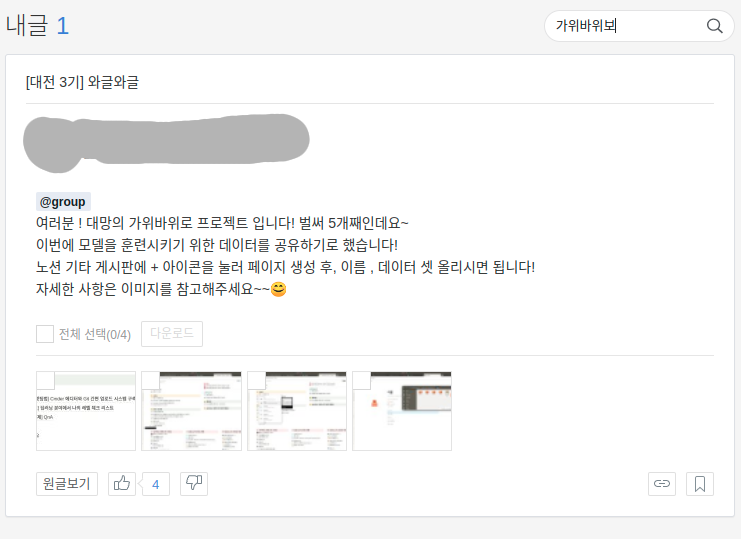 내글 1
가위바위보
[대전 3기] 와글와글
@group
여러분 ! 대망의 가위바위로 프로젝트 입니다! 벌써 5개째인데요~
이번에 모델을 훈련시키기 위한 데이터를 공유하기로 했습니다!
노션 기타 게시판에 + 아이콘을 눌러 페이지 생성 후, 이름 , 데이터 셋 올리시면 됩니다!
자세한 사항은 이미지를 참고해주세요~~😊
전체 선택(0/4) 다운로드
원글보기 4